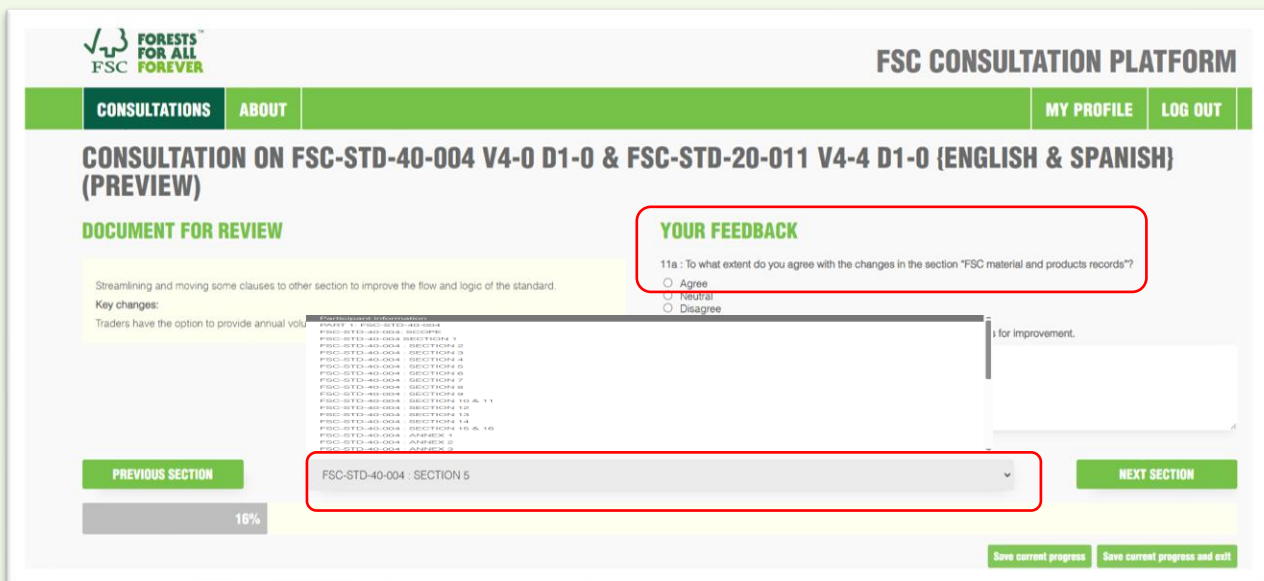 FORESTS™
FOR ALL
FOREVER
FSC
FSC CONSULTATION PLATFORM
CONSULTATIONS
ABOUT
MY PROFILE
LOG OUT
CONSULTATION ON FSC-STD-40-004 V4-0 D1-0 & FSC-STD-20-011 V4-4 D1-0 {ENGLISH & SPANISH}
(PREVIEW)
DOCUMENT FOR REVIEW
Streamlining and moving some clauses to other section to improve the flow and logic of the standard.
Key changes:
Traders have the option to provide annual volu
YOUR FEEDBACK
11a : To what extent do you agree with the changes in the section "FSC material and products records"?
Agree
Neutral
Disagree
s for improvement.
Participant information
PART 1: FSC-STD-40-004
FSC-STD-40-004: SCOPE
FSC-STD-40-004 SECTION 1
FSC-STD-40-004 : SECTION 2
FSC-STD-40-004 : SECTION 3
FSC-STD-40-004 : SECTION 4
FSC-STD-40-004 : SECTION 5
FSC-STD-40-004 : SECTION 6
FSC-STD-40-004 : SECTION 7
FSC-STD-40-004 : SECTION 8
FSC-STD-40-004 : SECTION 9
FSC-STD-40-004 : SECTION 10 & 11
FSC-STD-40-004 : SECTION 12
FSC-STD-40-004 : SECTION 13
FSC-STD-40-004 : SECTION 14
FSC-STD-40-004 : SECTION 15 & 16
FSC-STD-40-004 : ANNEX 1
FSC-STD-40-004 : ANNEX 2
FSC-STD-40-004 : ANNEX 3
PREVIOUS SECTION
FSC-STD-40-004 : SECTION 5
NEXT SECTION
16%
Save current progress
Save current progress and exit